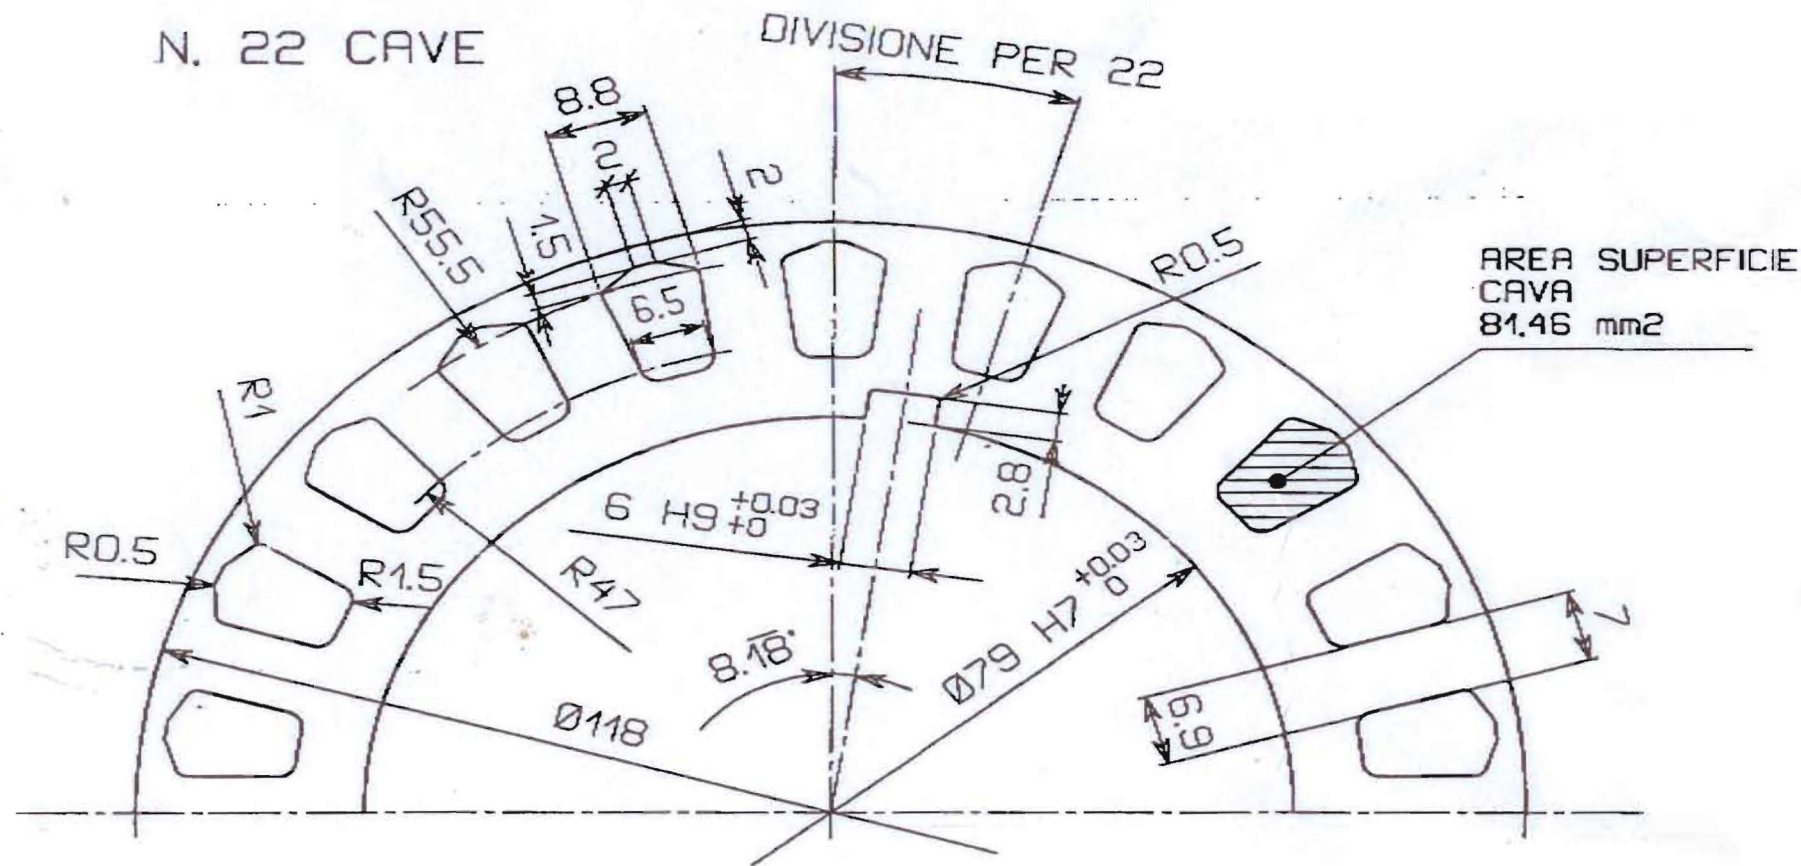 N. 22 CAVE
DIVISIONE PER 22
8.8
2
2
R55.5
1.5
6.5
R0.5
AREA SUPERFICIE
CAVA
81.46 mm2
R1
6 H9 +0.03
+0
2.8
R0.5
R1.5
R47
8.18°
Ø79 H7 +0.03
0
7
6.9
Ø118